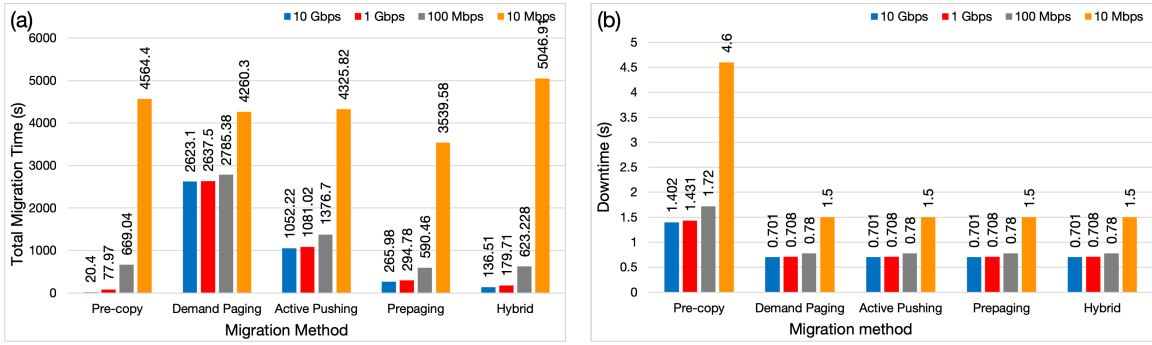 (a)
10 Gbps 1 Gbps 100 Mbps 10 Mbps
Total Migration Time (s)
6000
5000
4000
3000
2000
1000
0
20.4 77.97 669.04 4564.4
2623.1 2637.5 2785.38 4260.3
1052.22 1081.02 1376.7 4325.82
265.98 294.78 590.46 3539.58
136.51 179.71 623.228 5046.91
Pre-copy Demand Paging Active Pushing Prepaging Hybrid
Migration Method
(b)
10 Gbps 1 Gbps 100 Mbps 10 Mbps
Downtime (s)
5
4.5
4
3.5
3
2.5
2
1.5
1
0.5
0
1.402 1.431 1.72 4.6
0.701 0.708 0.78 1.5
0.701 0.708 0.78 1.5
0.701 0.708 0.78 1.5
0.701 0.708 0.78 1.5
Pre-copy Demand Paging Active Pushing Prepaging Hybrid
Migration method